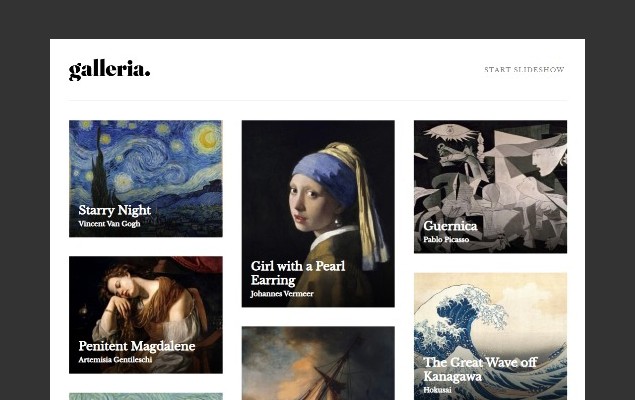 galleria.
START SLIDESHOW
Starry Night
Vincent Van Gogh
Girl with a Pearl
Earring
Johannes Vermeer
Guernica
Pablo Picasso
Penitent Magdalene
Artemisia Gentileschi
The Great Wave off
Kanagawa
Hokusai